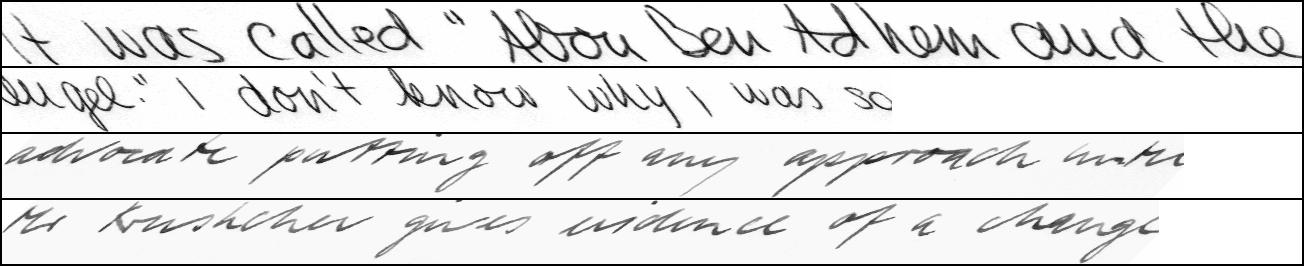 It was called "Abou Ben Adhem and the
angel." I don't know why I was so
advocate putting off any approach until
Mr Krushchev gives evidence of a change